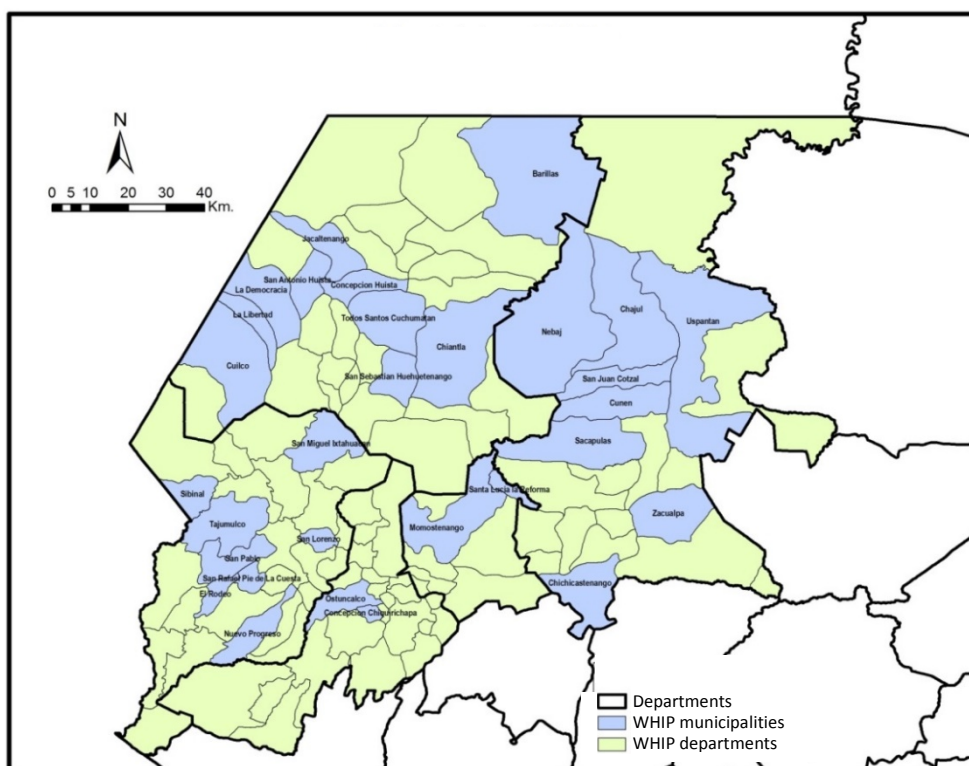 N
0 5 10 20 30 40
Km.
Barillas
Jacaltenango
San Antonio Huista
Concepcion Huista
La Democracia
La Libertad
Todos Santos Cuchumatan
Chiantla
Nebaj
Chajul
Uspantan
Cuilco
San Sebastian Huehuetenango
San Juan Cotzal
Cunen
San Miguel Ixtahuacan
Sacapulas
Sibinal
Santa Lucia la Reforma
Tajumulco
Momostenango
Zacualpa
San Lorenzo
San Pablo
San Rafael Pie de La Cuesta
El Rodeo
Chichicastenango
Ostuncalco
Concepcion Chiquirichapa
Nuevo Progreso
Departments
WHIP municipalities
WHIP departments